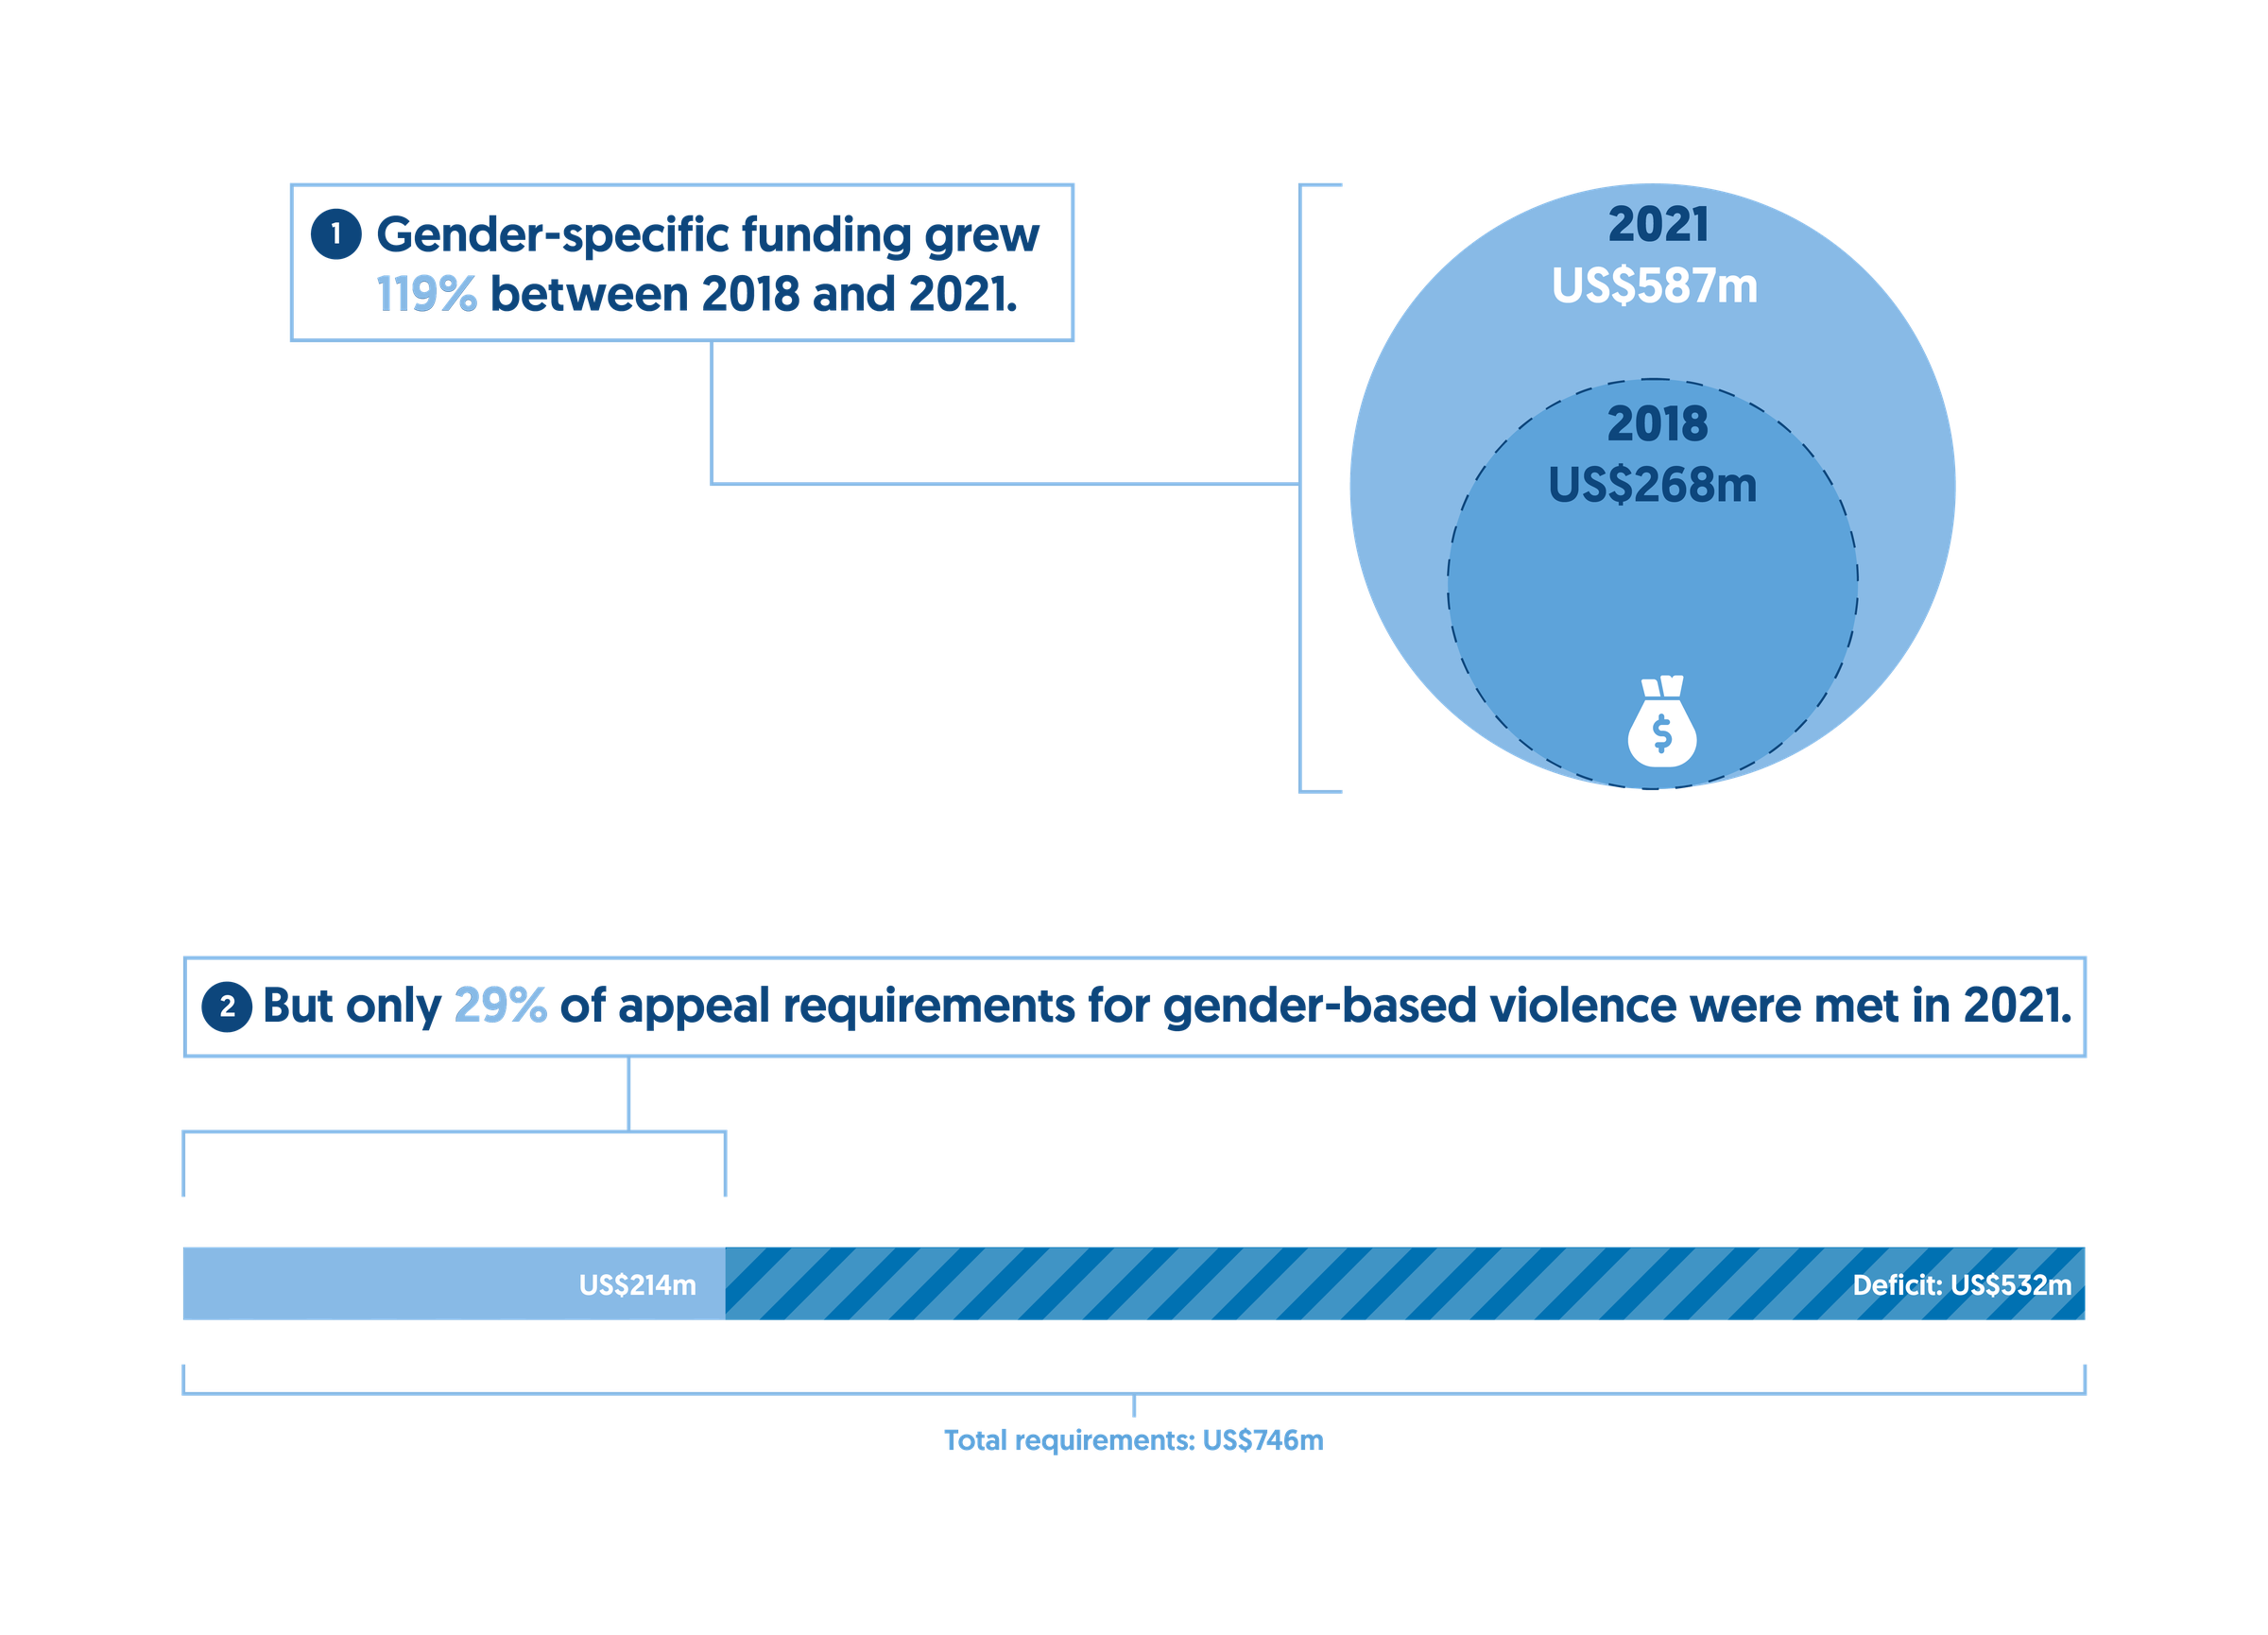 1 Gender-specific funding grew
119% between 2018 and 2021.
2021
US$587m
2018
US$268m
$
2 But only 29% of appeal requirements for gender-based violence were met in 2021.
US$214m
Deficit: US$532m
Total requirements: US$746m